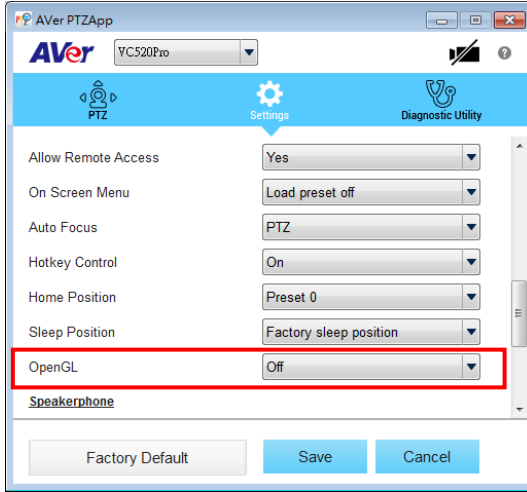 AVer PTZApp
AVer VC520Pro
PTZ Settings Diagnostic Utility
Allow Remote Access Yes
On Screen Menu Load preset off
Auto Focus PTZ
Hotkey Control On
Home Position Preset 0
Sleep Position Factory sleep position
OpenGL Off
Speakerphone
Factory Default Save Cancel